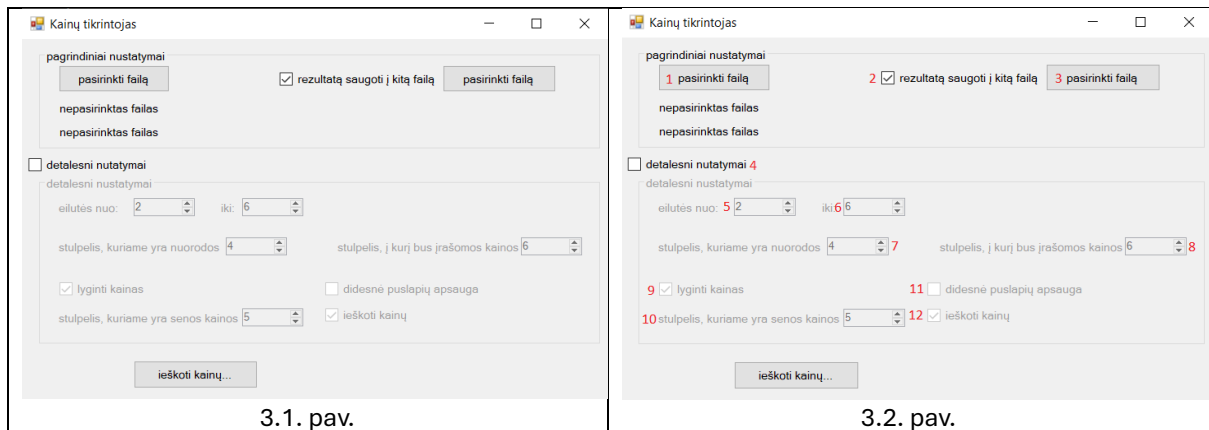 Kainų tikrintojas
pagrindiniai nustatymai
pasirinkti failą
rezultatą saugoti į kitą failą
pasirinkti failą
nepasirinktas failas
nepasirinktas failas
detalesni nutatymai
detalesni nustatymai
eilutės nuo: 2 iki: 6
stulpelis, kuriame yra nuorodos 4 stulpelis, į kurį bus įrašomos kainos 6
lyginti kainas didesnė puslapių apsauga
stulpelis, kuriame yra senos kainos 5 ieškoti kainų
ieškoti kainų...
3.1. pav.
Kainų tikrintojas
pagrindiniai nustatymai
1 pasirinkti failą 2 rezultatą saugoti į kitą failą 3 pasirinkti failą
nepasirinktas failas
nepasirinktas failas
detalesni nutatymai 4
detalesni nustatymai
eilutės nuo: 5 2 iki: 6 6
stulpelis, kuriame yra nuorodos 4 7 stulpelis, į kurį bus įrašomos kainos 6 8
9 lyginti kainas 11 didesnė puslapių apsauga
10 stulpelis, kuriame yra senos kainos 5 12 ieškoti kainų
ieškoti kainų...
3.2. pav.